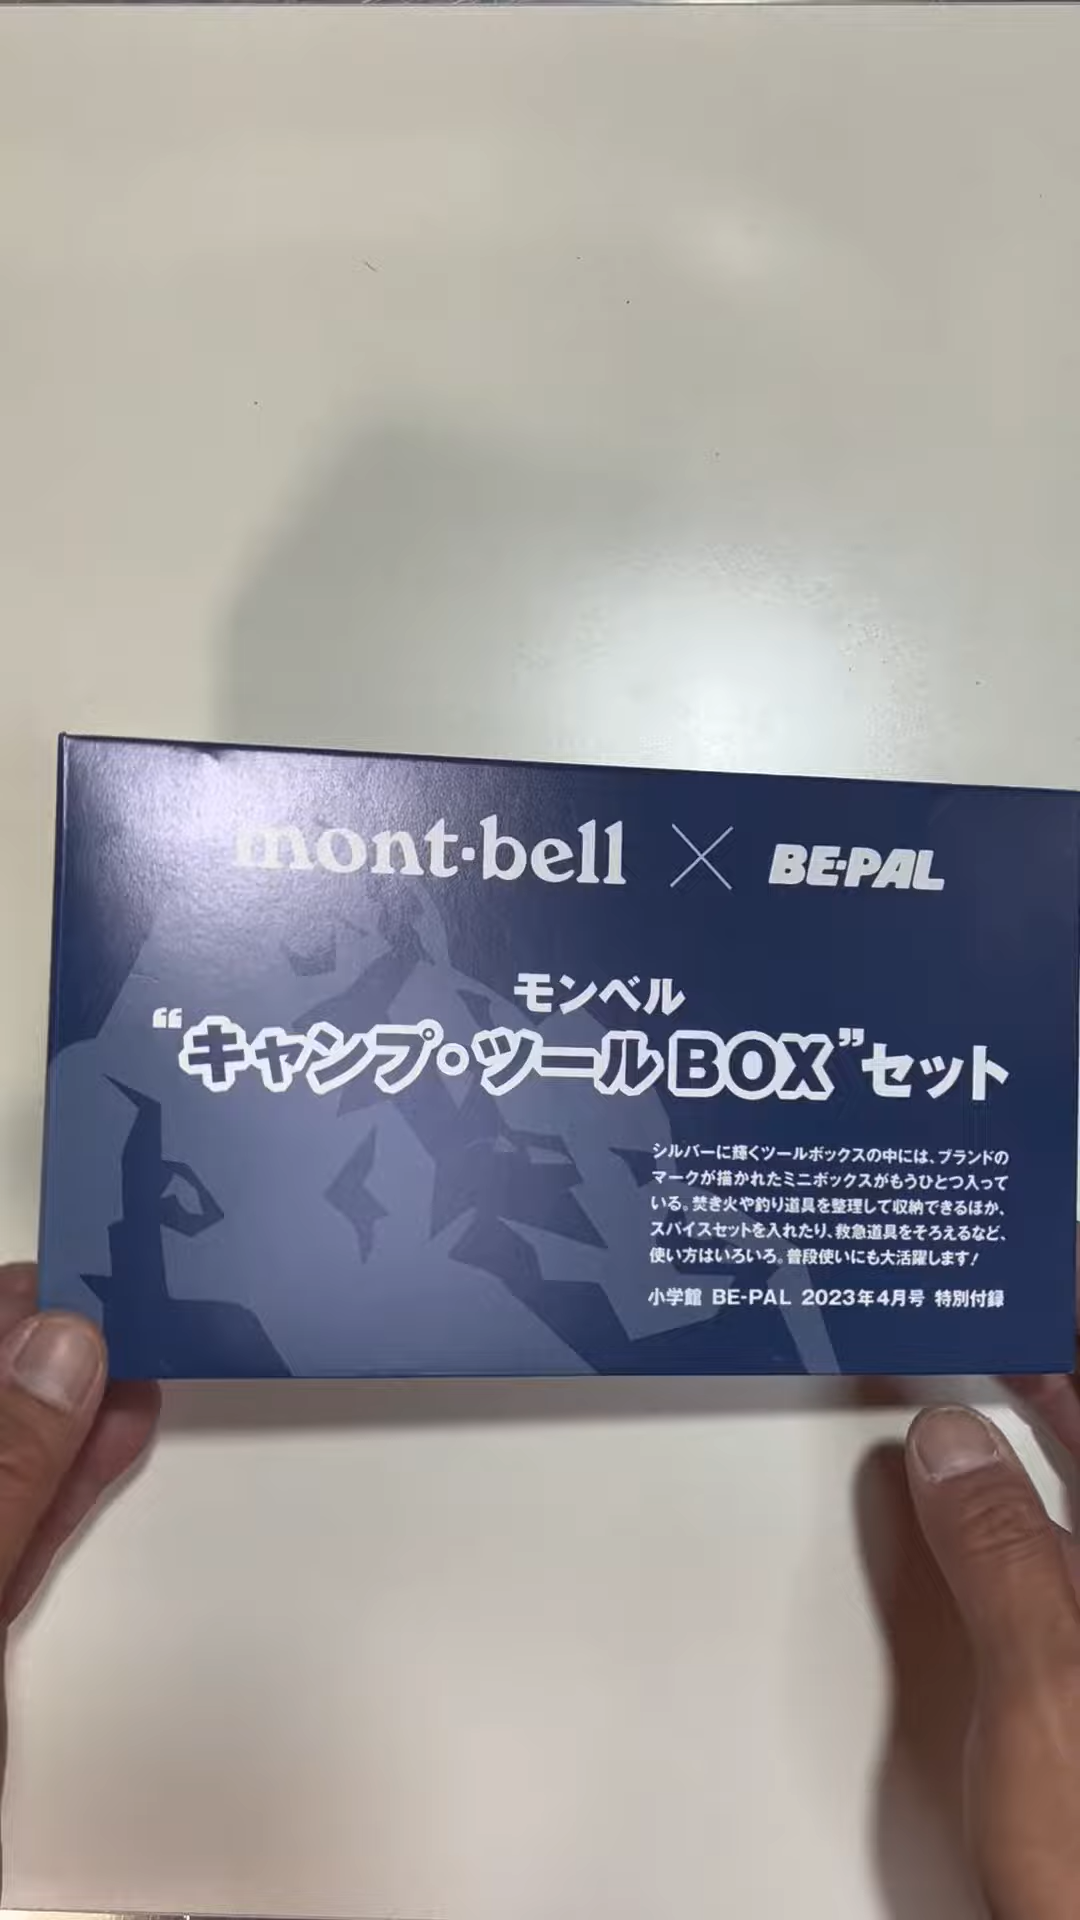 mont·bell × BE-PAL
モンベル
“キャンプ・ツールBOX”セット
シルバーに輝くツールボックスの中には、ブランドの
マークが描かれたミニボックスがもうひとつ入って
いる。焚き火や釣り道具を整理して収納できるほか、
スパイスセットを入れたり、救急道具をそろえるなど、
使い方はいろいろ。普段使いにも大活躍します!
小学館 BE-PAL 2023年4月号 特別付録